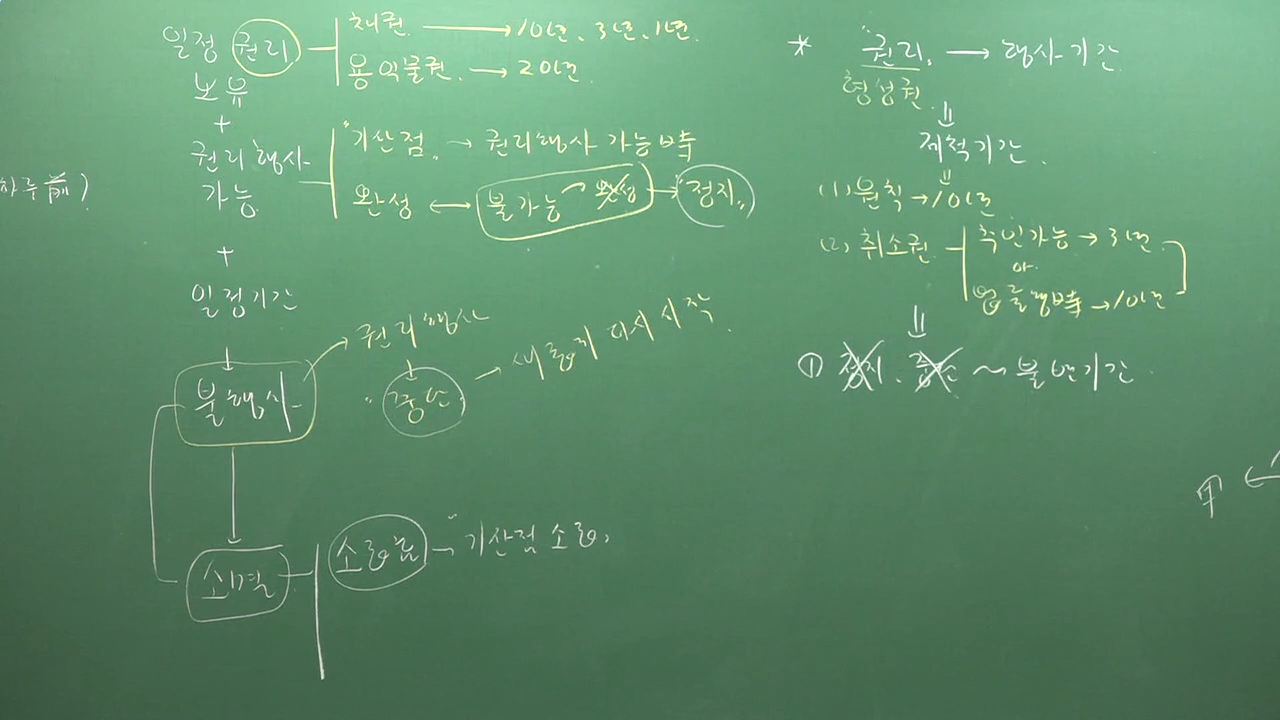 일정 권리 보유
채권 → 10년, 3년, 1년
용익물권 → 20년
+
권리행사 가능
"기산점" → 권리행사 가능때
완성 ↔ 불가능 완성 → "정지"
+
일정기간
↓
불행사
권리행사
↓
"중단" → 새롭게 다시 시작
소멸
소급효 → "기산점 소급"
하루
* "권리" → 행사기간
형성권
제척기간
(1) 원칙 → 10년
(2) 취소권
추인가능 → 3년
or
법률행위 → 10년
① 정지, 중단 ~ 불변기간